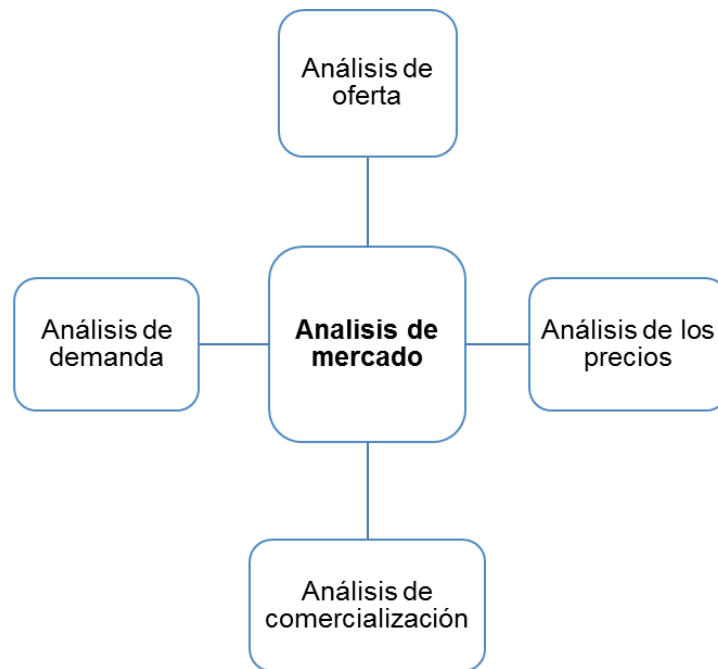 Análisis de
oferta
Análisis de
demanda
Analisis de
mercado
Análisis de los
precios
Análisis de
comercialización